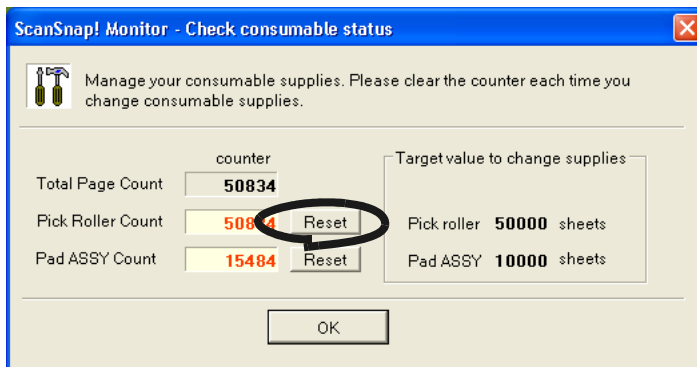 ScanSnap! Monitor - Check consumable status
Manage your consumable supplies. Please clear the counter each time you
change consumable supplies.
counter
Target value to change supplies
Total Page Count 50834
Pick Roller Count 50834 Reset
Pick roller 50000 sheets
Pad ASSY Count 15484 Reset
Pad ASSY 10000 sheets
OK